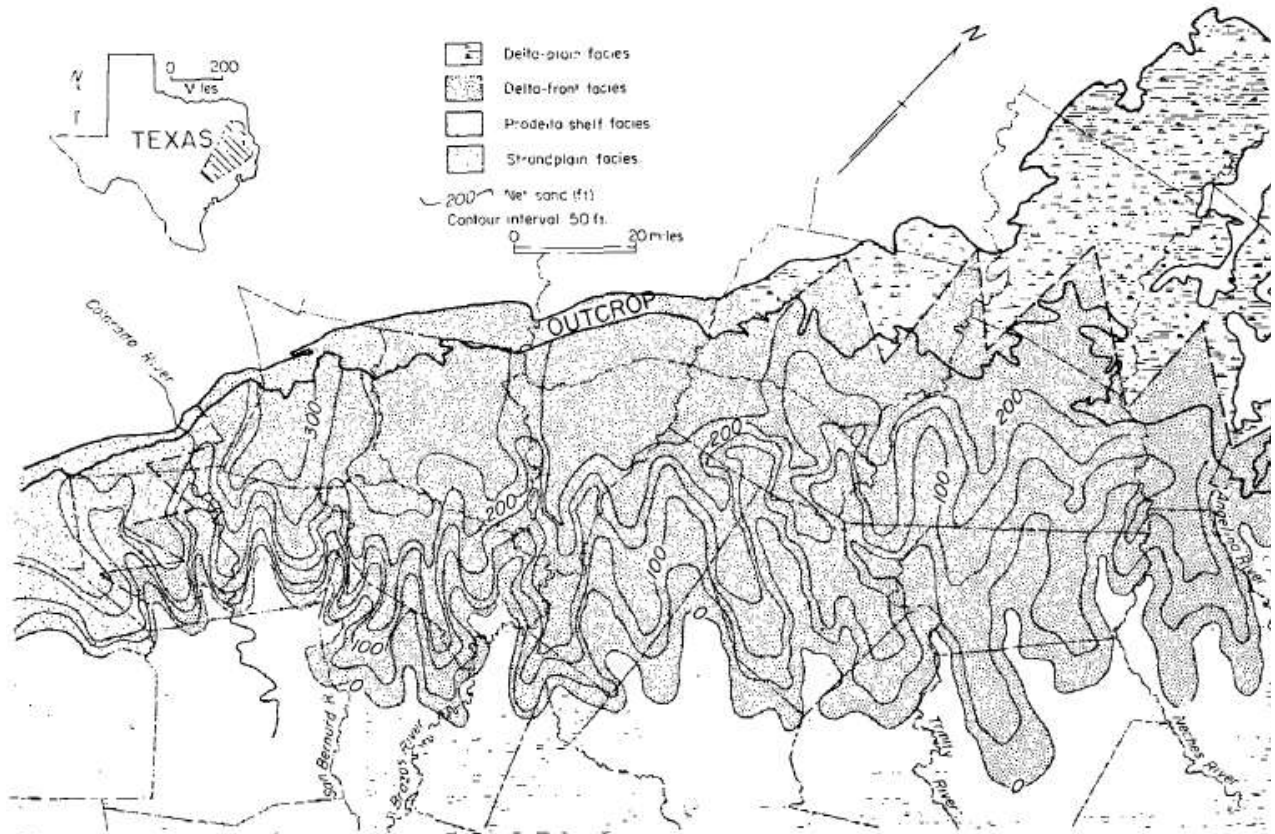 N
0 200
Miles
TEXAS
Delta-plain facies
Delta-front facies
Prodelta shelf facies
Strandplain facies
200 Net sand (ft)
Contour interval 50 ft.
0 20 miles
N
OUTCROP
Colorado River
300
200
200
200
100
100
100
0
0
0
San Bernard R
Brazos River
Trinity River
Neches River
Angelina River